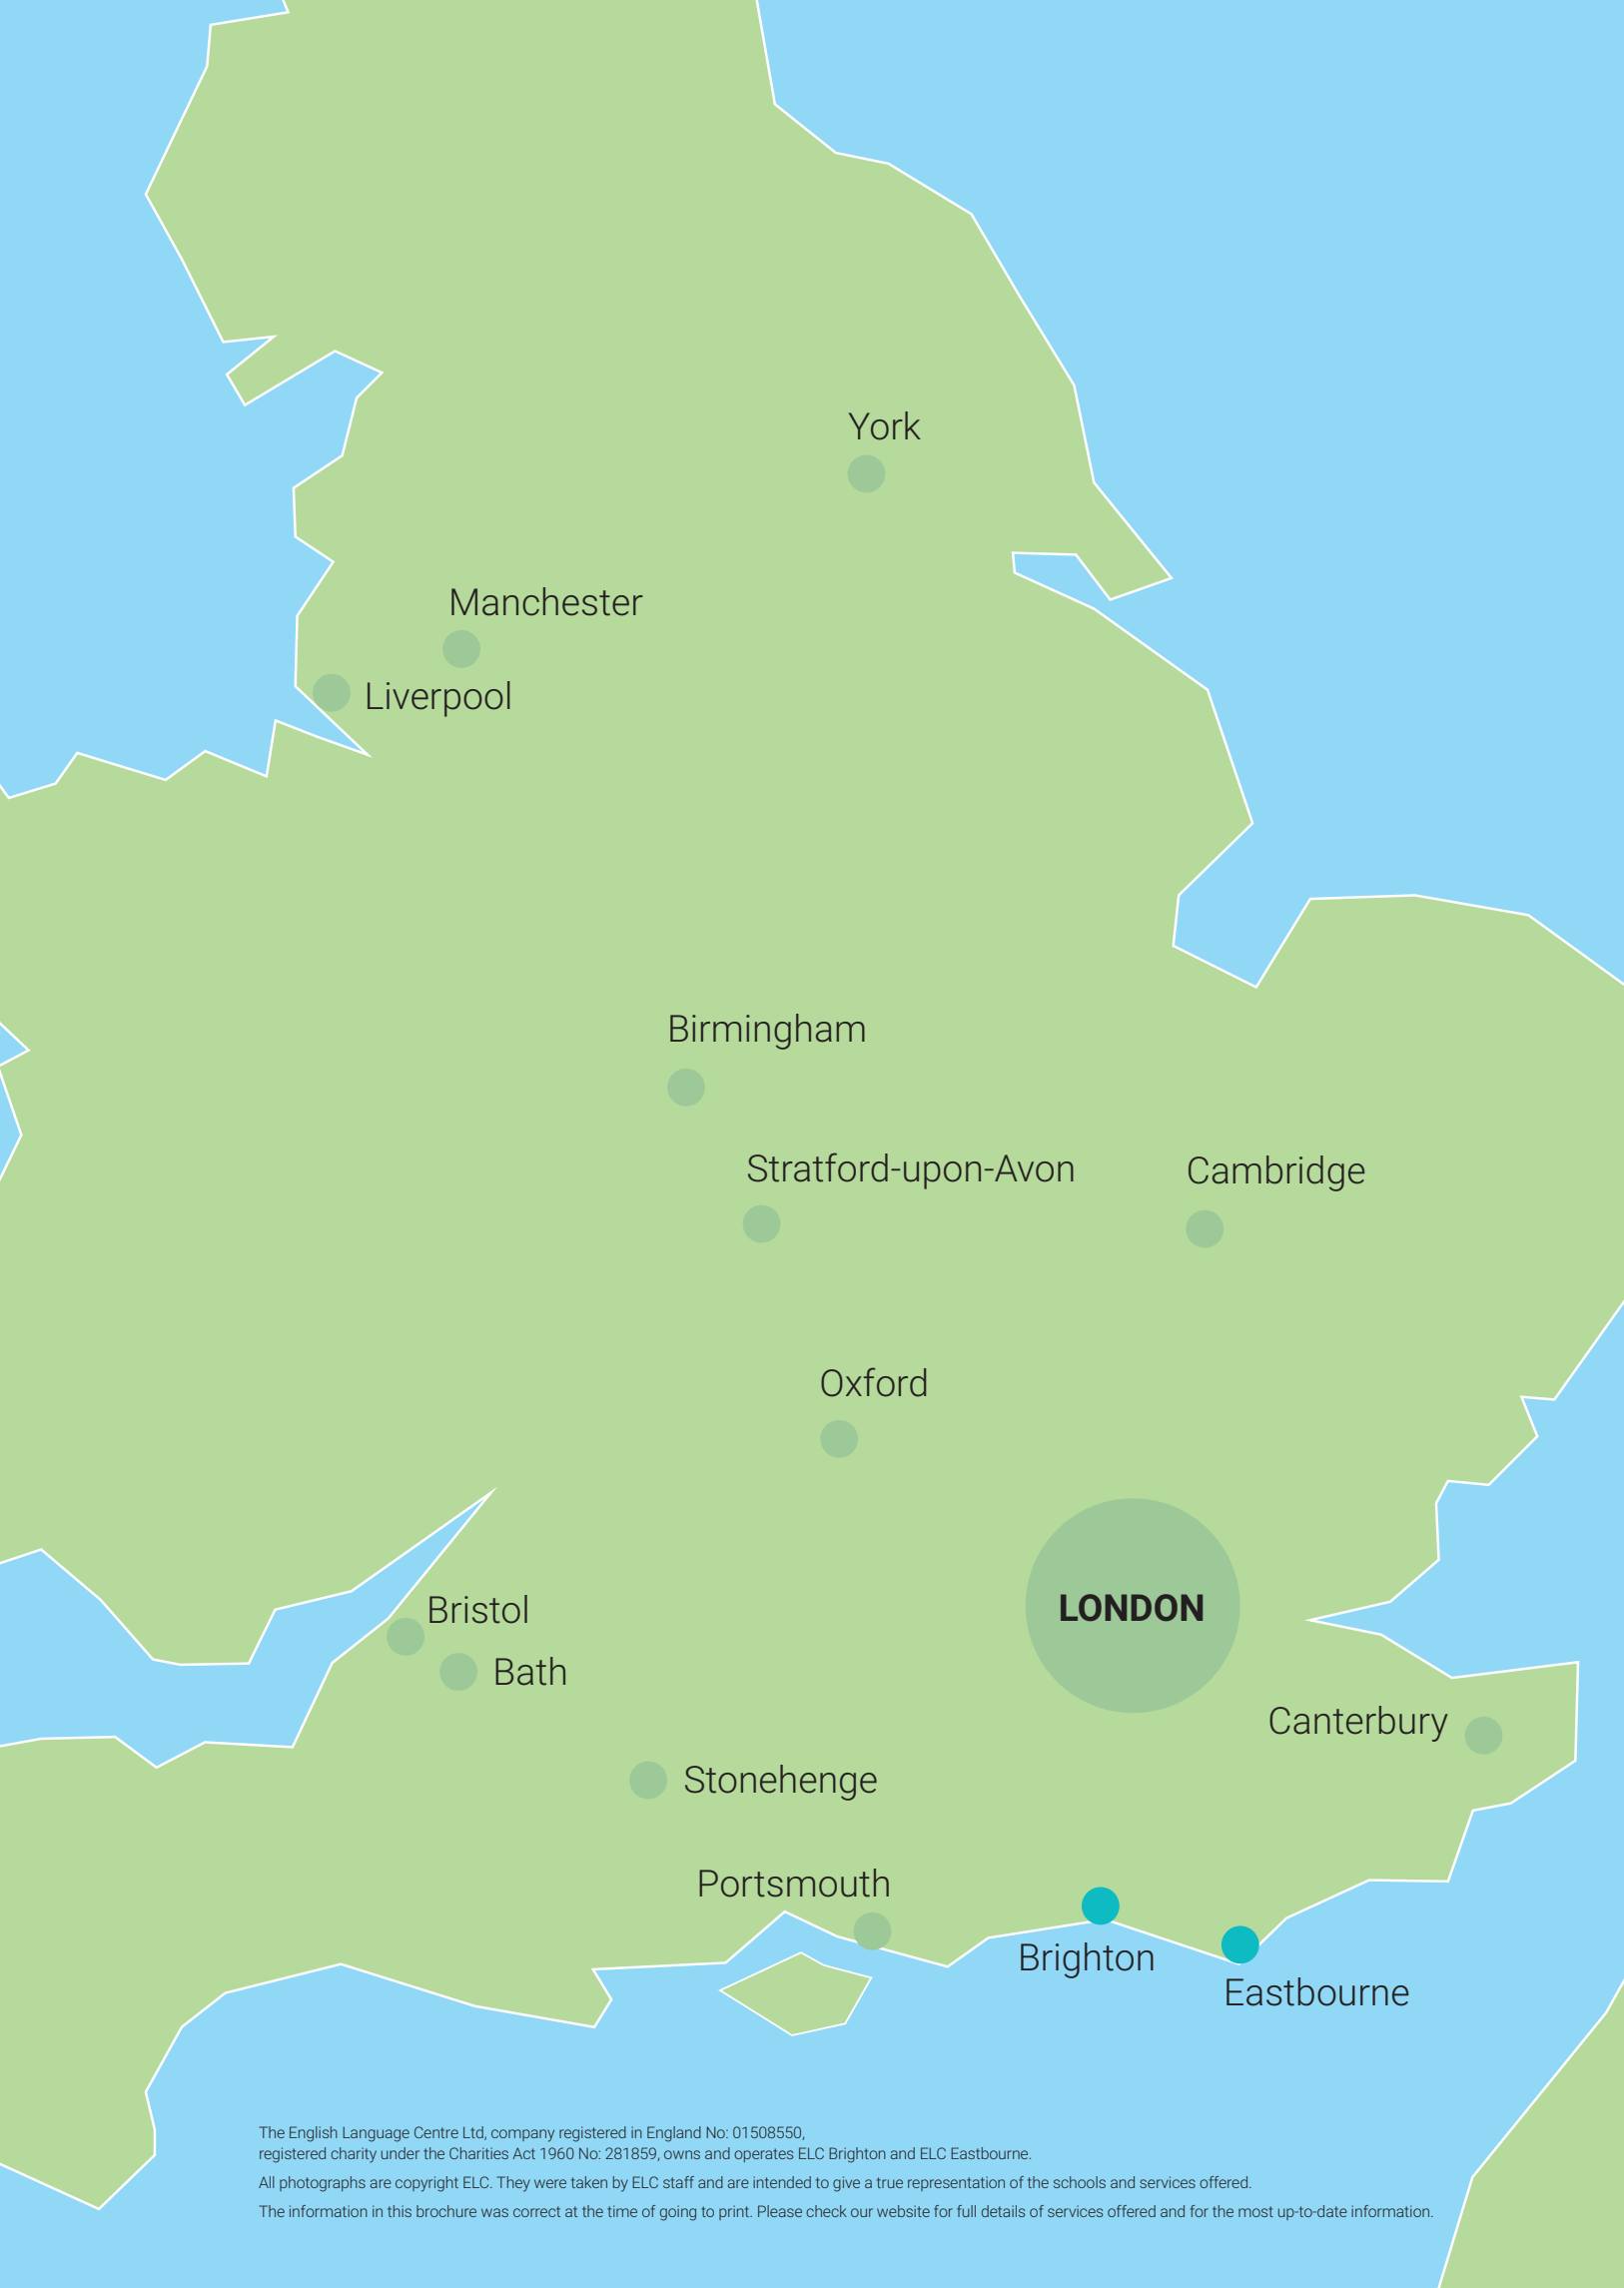 York
Manchester
Liverpool
Birmingham
Stratford-upon-Avon
Cambridge
Oxford
LONDON
Bristol
Bath
Canterbury
Stonehenge
Portsmouth
Brighton
Eastbourne
The English Language Centre Ltd, company registered in England No: 01508550,
registered charity under the Charities Act 1960 No: 281859, owns and operates ELC Brighton and ELC Eastbourne.
All photographs are copyright ELC. They were taken by ELC staff and are intended to give a true representation of the schools and services offered.
The information in this brochure was correct at the time of going to print. Please check our website for full details of services offered and for the most up-to-date information.